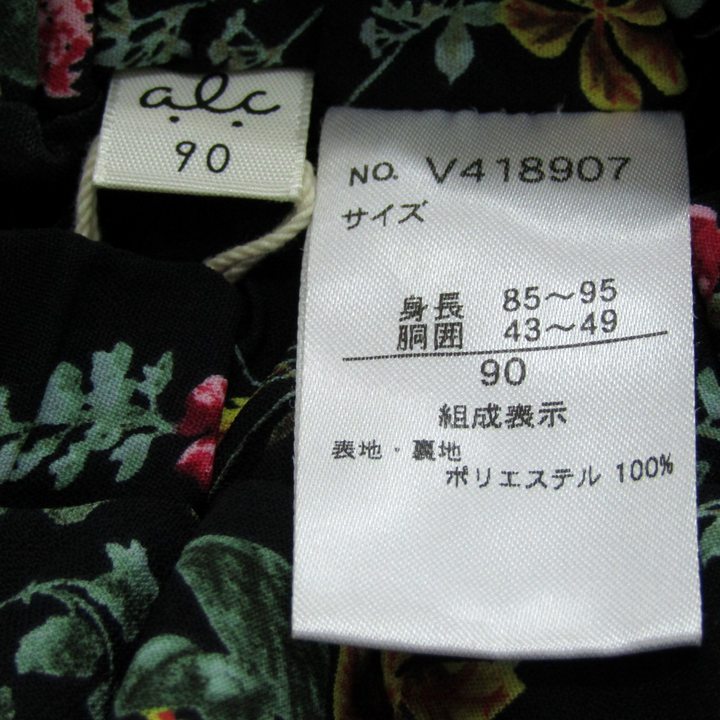 alc
90
NO. V418907
サイズ
身長 85～95
胴囲 43～49
90
組成表示
表地・裏地
ポリエステル 100%